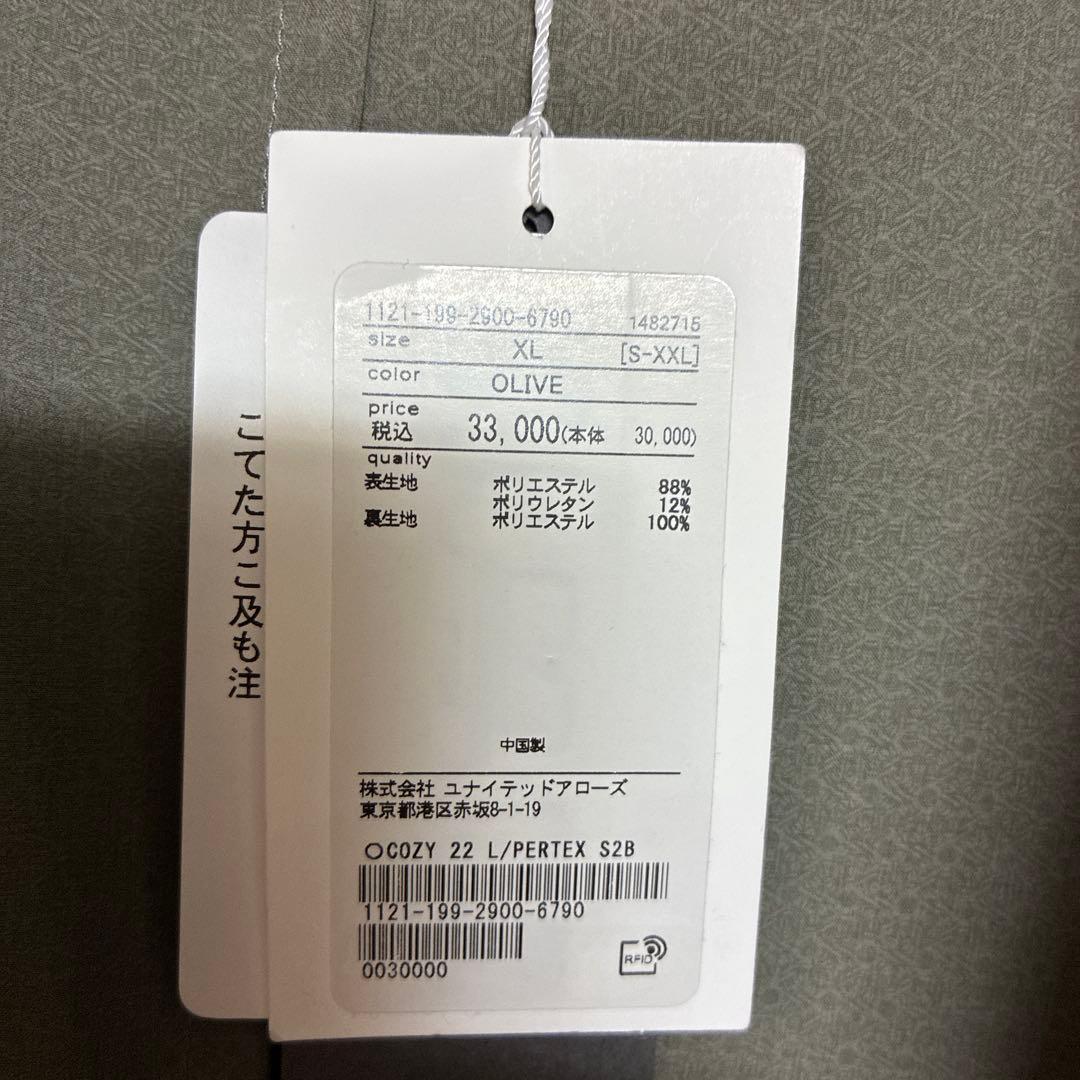 1121-199-2900-6790 1482715
size XL [S-XXL]
color OLIVE
price
税込 33,000(本体 30,000)
quality
表生地 ポリエステル 88%
ポリウレタン 12%
裏生地 ポリエステル 100%
中国製
株式会社 ユナイテッドアローズ
東京都港区赤坂8-1-19
○COZY 22 L/PERTEX S2B
1121-199-2900-6790
0030000
RFID
こ
て
た
方
こ
及
も
注